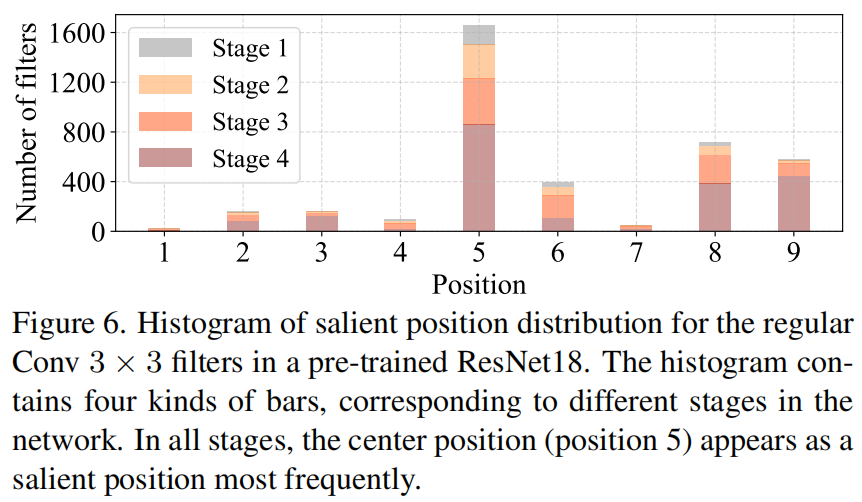 1600
1200
800
400
0
Number of filters
Stage 1
Stage 2
Stage 3
Stage 4
1 2 3 4 5 6 7 8 9
Position
Figure 6. Histogram of salient position distribution for the regular
Conv 3 × 3 filters in a pre-trained ResNet18. The histogram con-
tains four kinds of bars, corresponding to different stages in the
network. In all stages, the center position (position 5) appears as a
salient position most frequently.